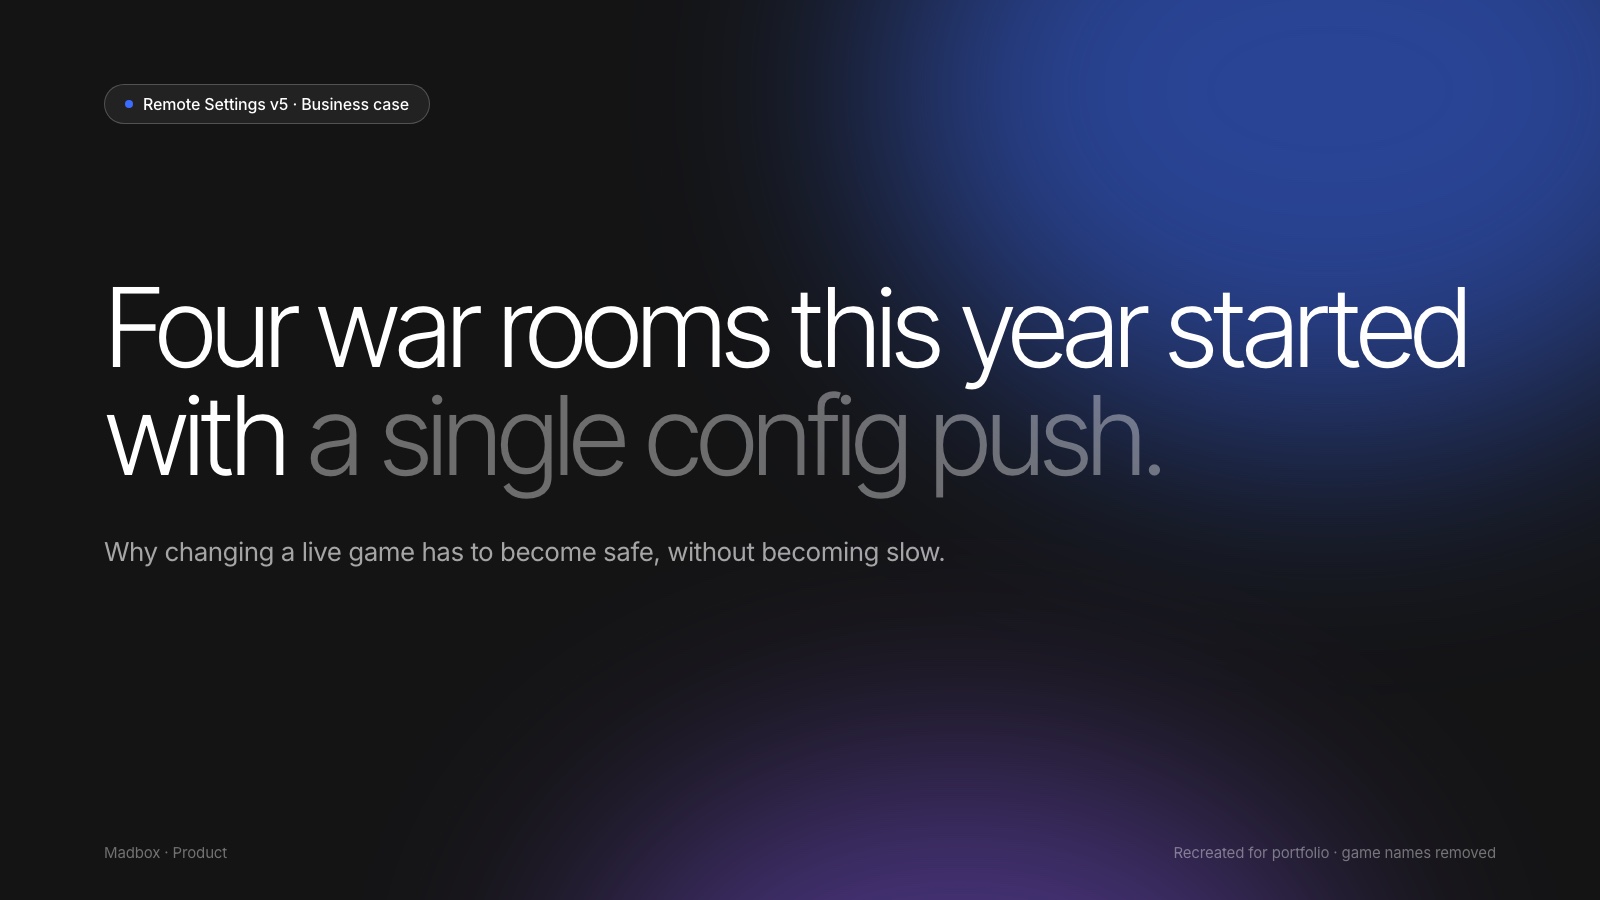 Remote Settings v5 · Business case
Four war rooms this year started
with a single config push.
Why changing a live game has to become safe, without becoming slow.
Madbox · Product
Recreated for portfolio · game names removed